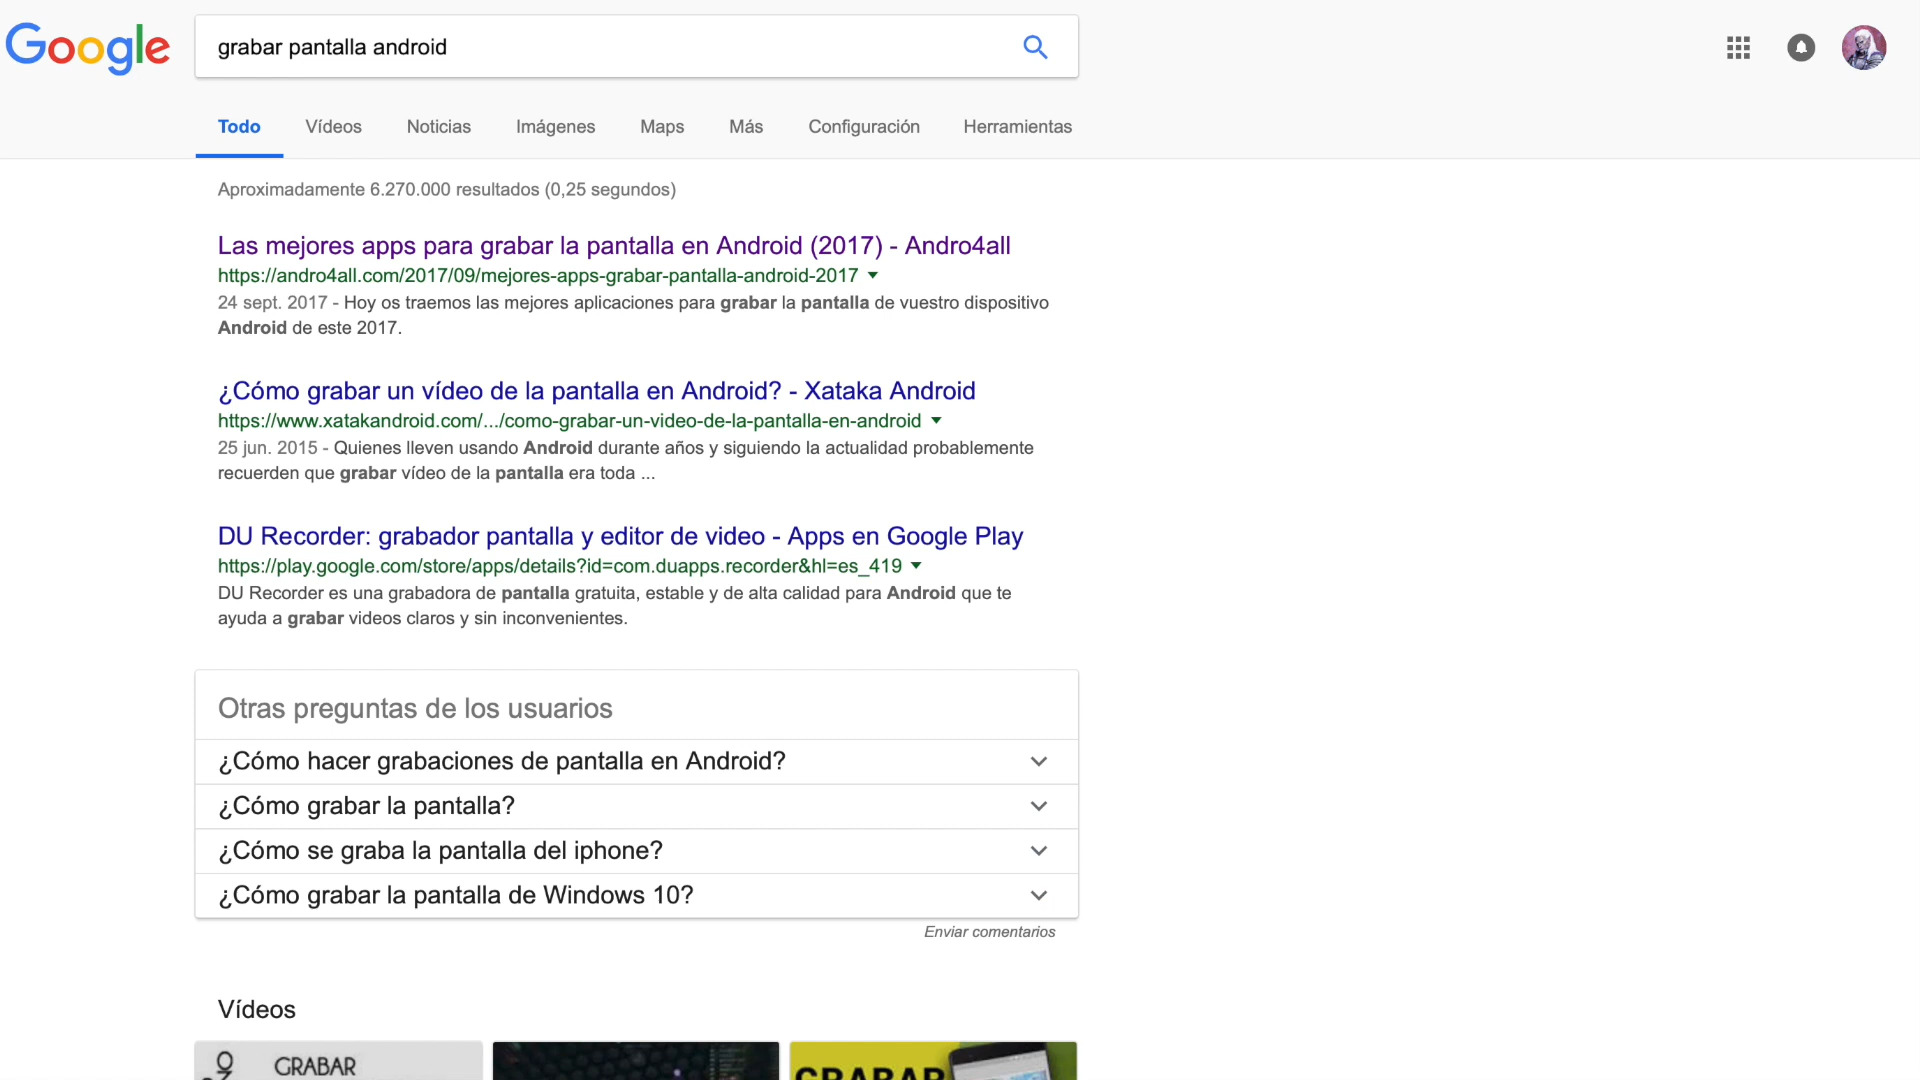 Google
grabar pantalla android
Todo Vídeos Noticias Imágenes Maps Más Configuración Herramientas
Aproximadamente 6.270.000 resultados (0,25 segundos)
Las mejores apps para grabar la pantalla en Android (2017) - Andro4all
https://andro4all.com/2017/09/mejores-apps-grabar-pantalla-android-2017
24 sept. 2017 - Hoy os traemos las mejores aplicaciones para grabar la pantalla de vuestro dispositivo
Android de este 2017.
¿Cómo grabar un vídeo de la pantalla en Android? - Xataka Android
https://www.xatakandroid.com/.../como-grabar-un-video-de-la-pantalla-en-android
25 jun. 2015 - Quienes lleven usando Android durante años y siguiendo la actualidad probablemente
recuerden que grabar vídeo de la pantalla era toda ...
DU Recorder: grabador pantalla y editor de video - Apps en Google Play
https://play.google.com/store/apps/details?id=com.duapps.recorder&hl=es_419
DU Recorder es una grabadora de pantalla gratuita, estable y de alta calidad para Android que te
ayuda a grabar videos claros y sin inconvenientes.
Otras preguntas de los usuarios
¿Cómo hacer grabaciones de pantalla en Android?
¿Cómo grabar la pantalla?
¿Cómo se graba la pantalla del iphone?
¿Cómo grabar la pantalla de Windows 10?
Enviar comentarios
Vídeos
GRABAR
GRABAR